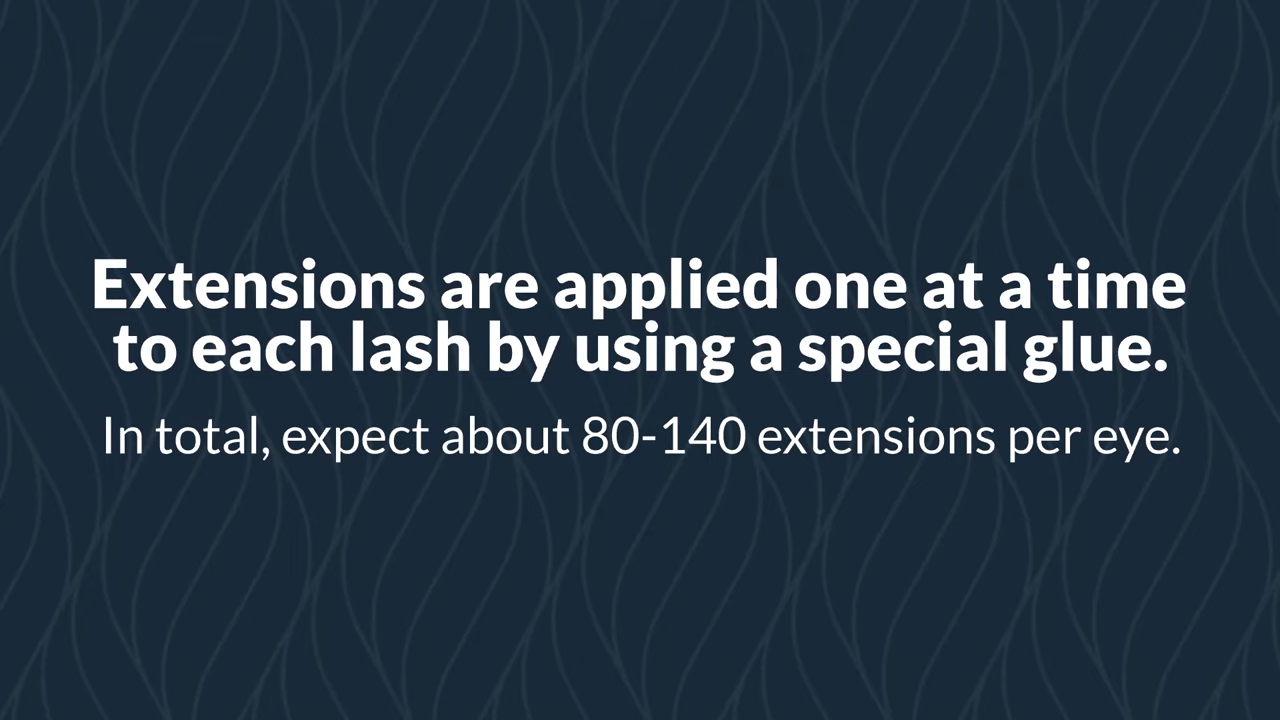 Extensions are applied one at a time
to each lash by using a special glue.
In total, expect about 80-140 extensions per eye.